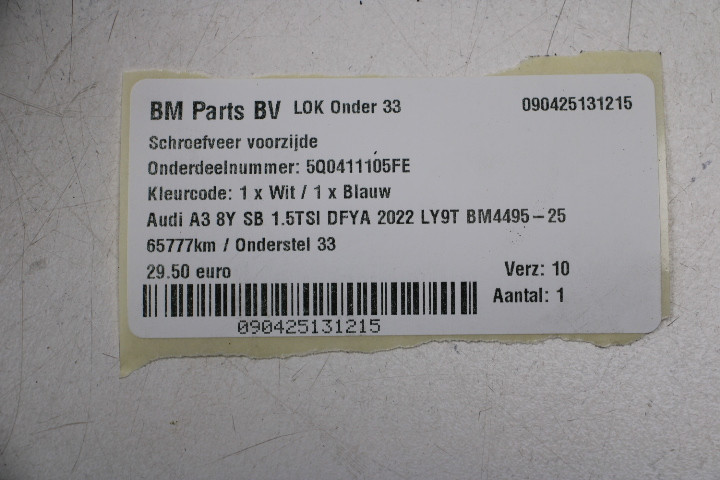 BM Parts BV LOK Onder 33 090425131215
Schroefveer voorzijde
Onderdeelnummer: 5Q0411105FE
Kleurcode: 1 x Wit / 1 x Blauw
Audi A3 8Y SB 1.5TSI DFYA 2022 LY9T BM4495-25
65777km / Onderstel 33
29.50 euro Verz: 10
Aantal: 1
090425131215